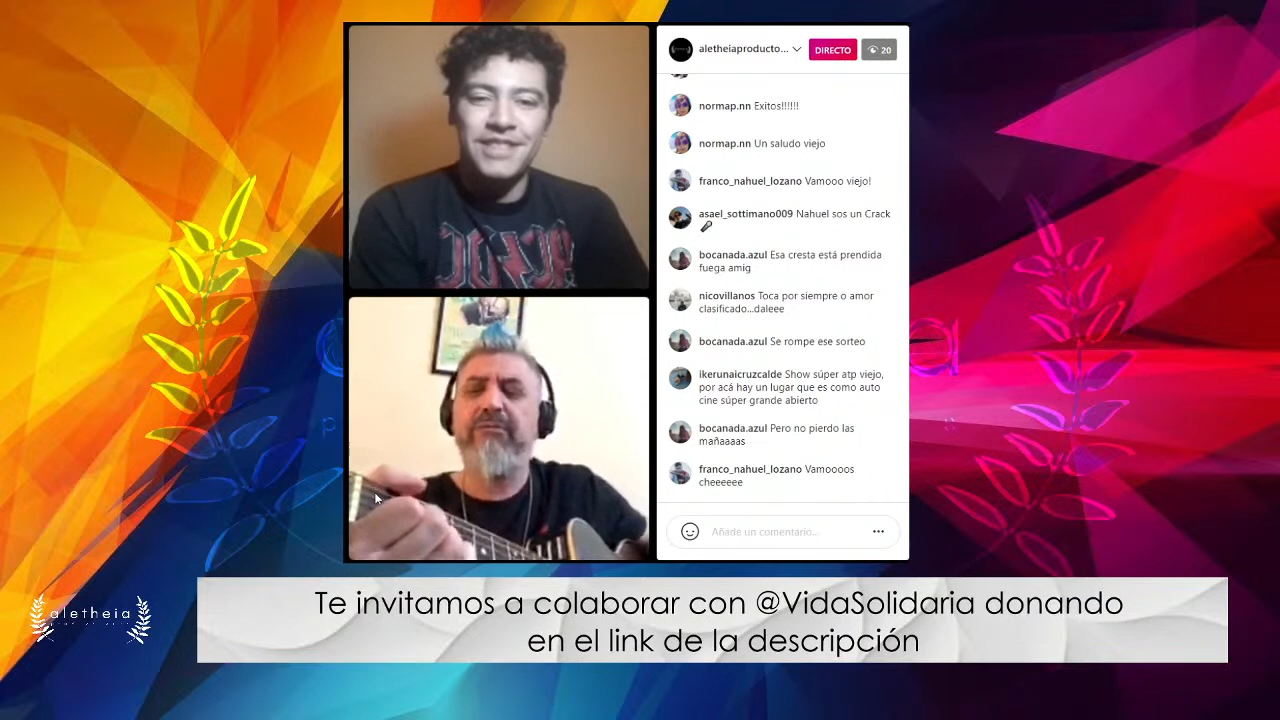 aletheiaproducto...
DIRECTO
20
normap.nn Exitos!!!!!!
normap.nn Un saludo viejo
franco_nahuel_lozano Vamooo viejo!
asael_sottimano009 Nahuel sos un Crack
bocanada.azul Esa cresta está prendida
fuega amig
nicovillanos Toca por siempre o amor
clasificado...daleee
bocanada.azul Se rompe ese sorteo
ikerunaicruzcalde Show súper atp viejo,
por acá hay un lugar que es como auto
cine súper grande abierto
bocanada.azul Pero no pierdo las
mañaaaas
franco_nahuel_lozano Vamoooos
cheeeeee
Añade un comentario...
aletheia
Te invitamos a colaborar con @VidaSolidaria donando
en el link de la descripción